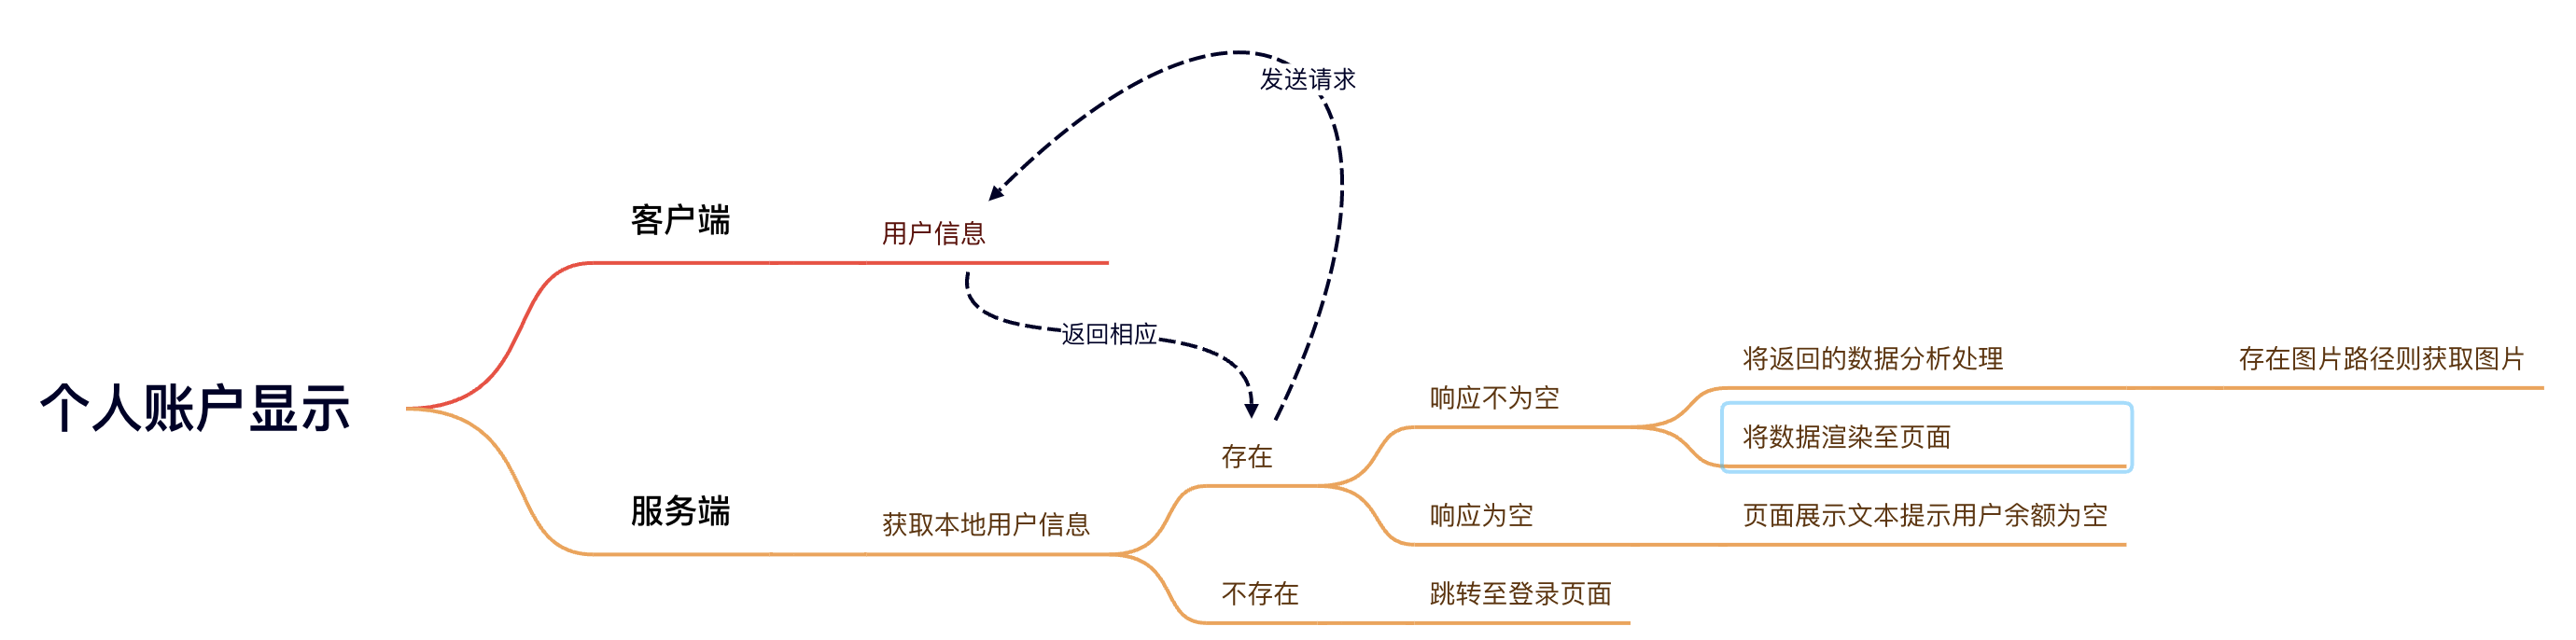 发送请求
客户端
用户信息
返回相应
将返回的数据分析处理
存在图片路径则获取图片
响应不为空
个人账户显示
将数据渲染至页面
存在
服务端
获取本地用户信息
响应为空
页面展示文本提示用户余额为空
不存在
跳转至登录页面